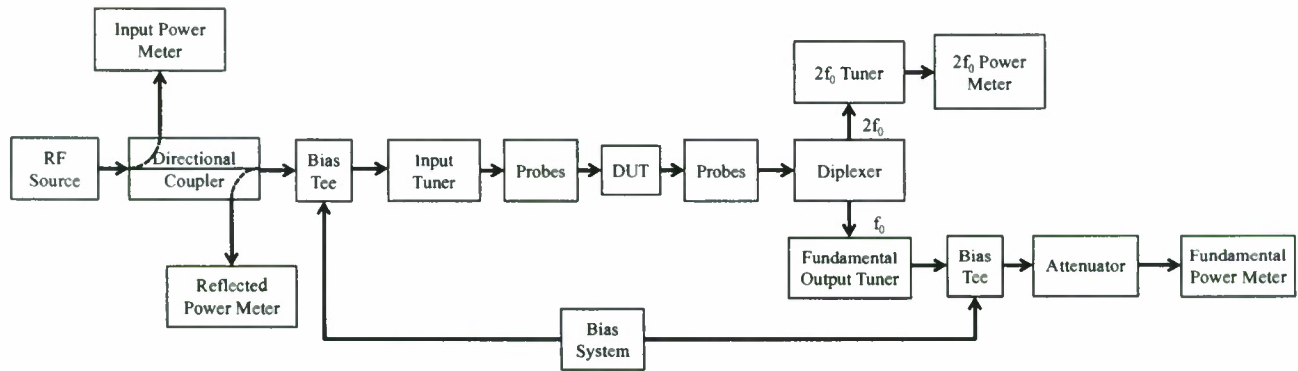 Input Power
Meter
2f₀ Tuner
2f₀ Power
Meter
2f₀
RF
Source
Directional
Coupler
Bias
Tee
Input
Tuner
Probes
DUT
Probes
Diplexer
f₀
Reflected
Power Meter
Fundamental
Output Tuner
Bias
Tee
Attenuator
Fundamental
Power Meter
Bias
System